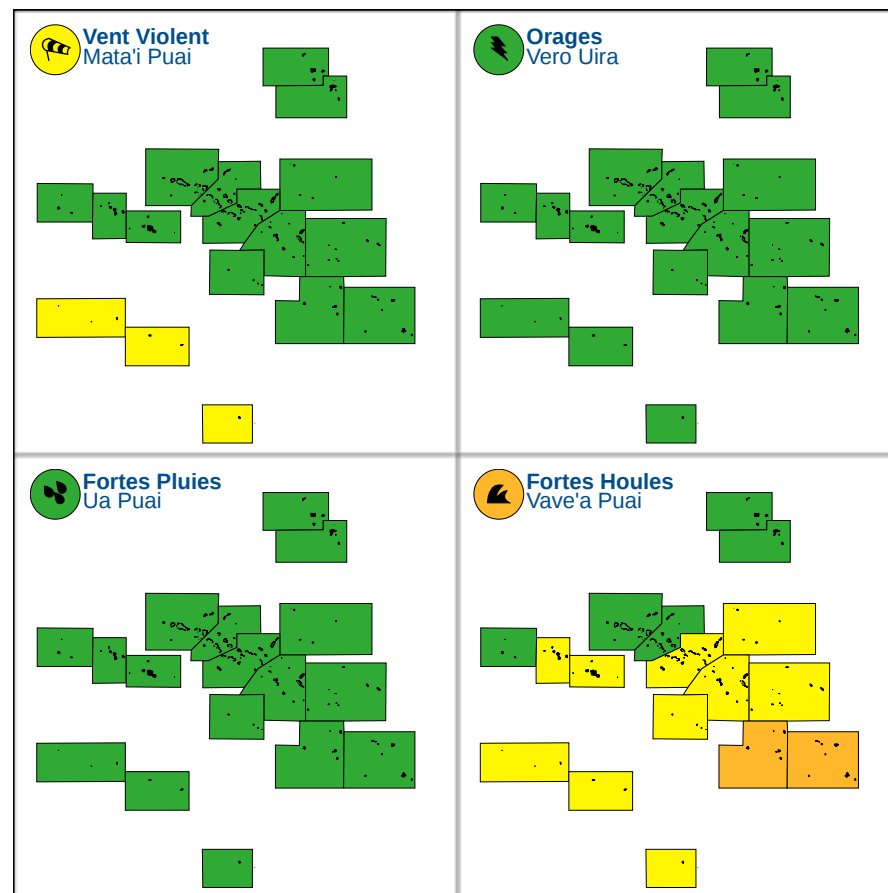 Vent Violent
Mata'i Puai
Orages
Vero Uira
Fortes Pluies
Ua Puai
Fortes Houles
Vave'a Puai